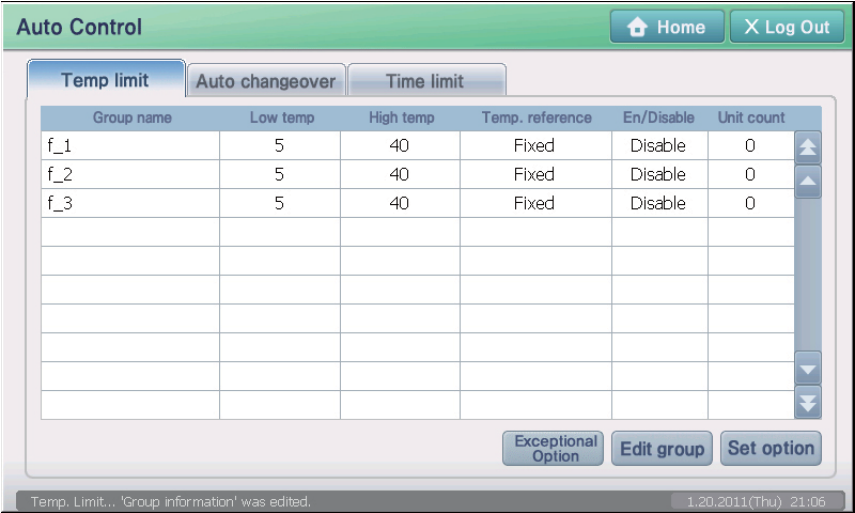 Auto Control Home X Log Out
Temp limit Auto changeover Time limit
Group name Low temp High temp Temp. reference En/Disable Unit count
f_1 5 40 Fixed Disable 0
f_2 5 40 Fixed Disable 0
f_3 5 40 Fixed Disable 0
Exceptional
Option
Edit group Set option
Temp. Limit... 'Group information' was edited. 1.20.2011(Thu) 21:06